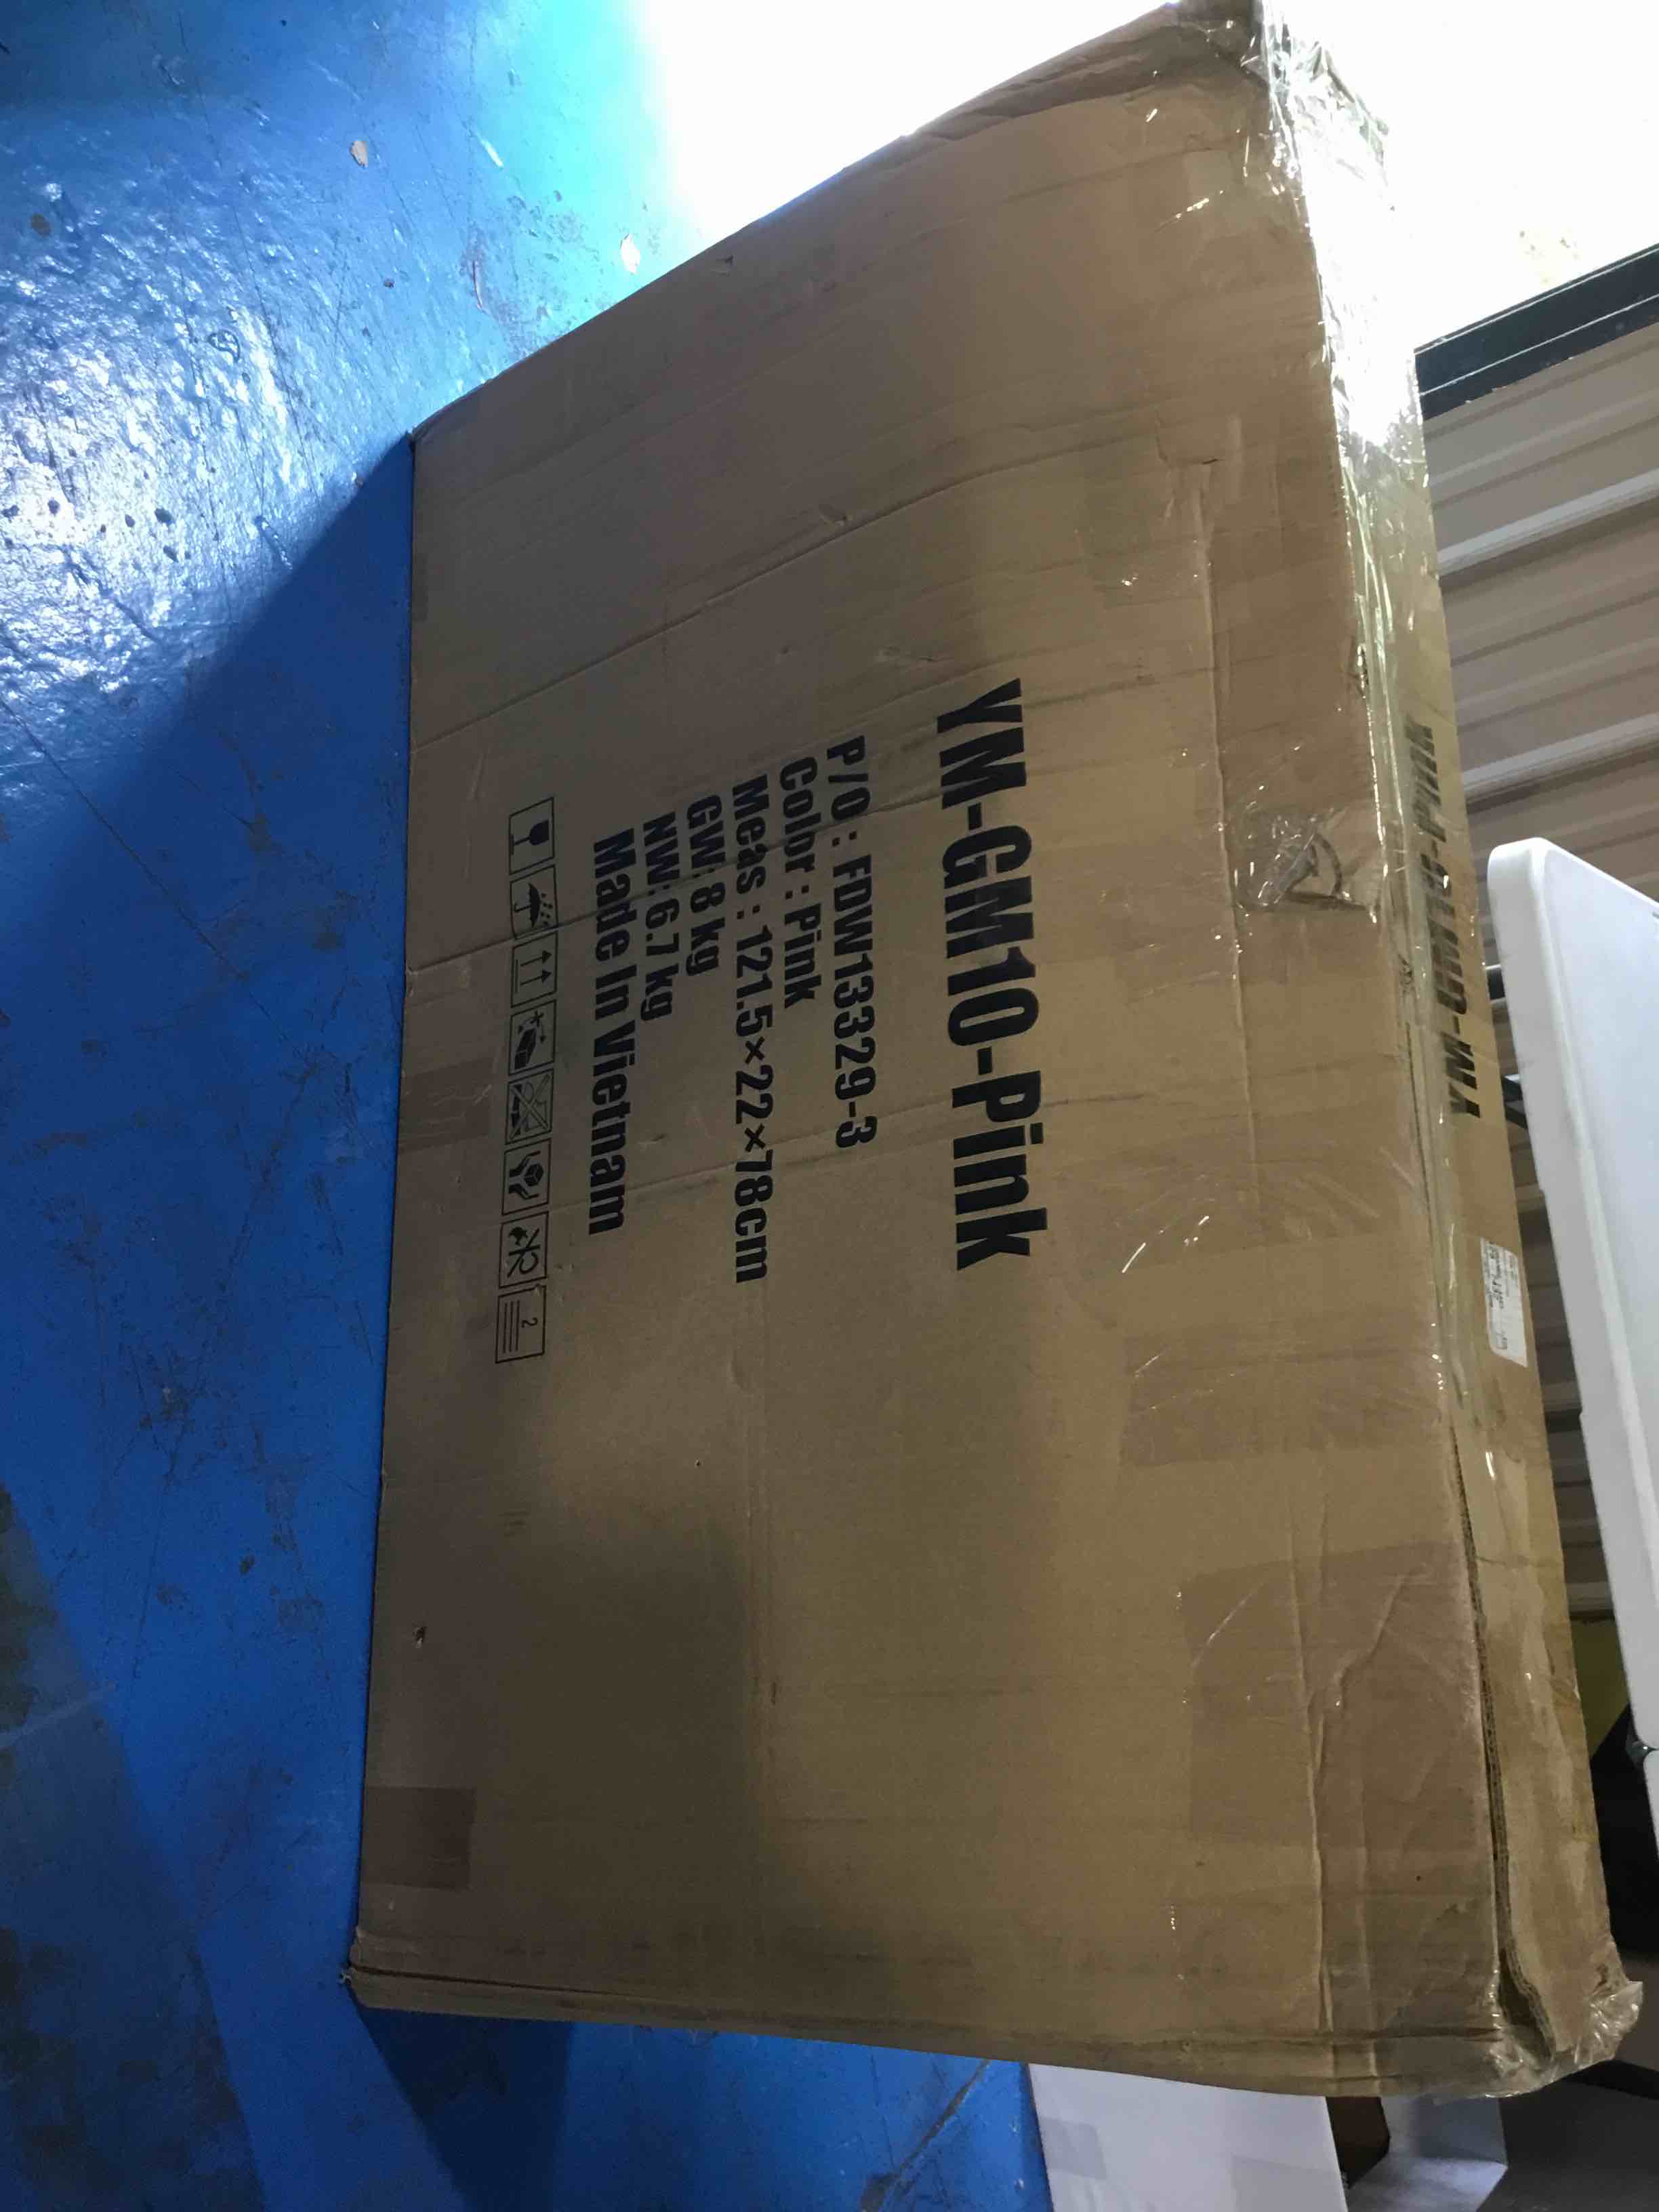 YM-GM10-Pink
P/O : FDW13329-3
Color : Pink
Meas : 121.5×22×78cm
GW: 8 kg
NW: 6.7 kg
Made In Vietnam
2